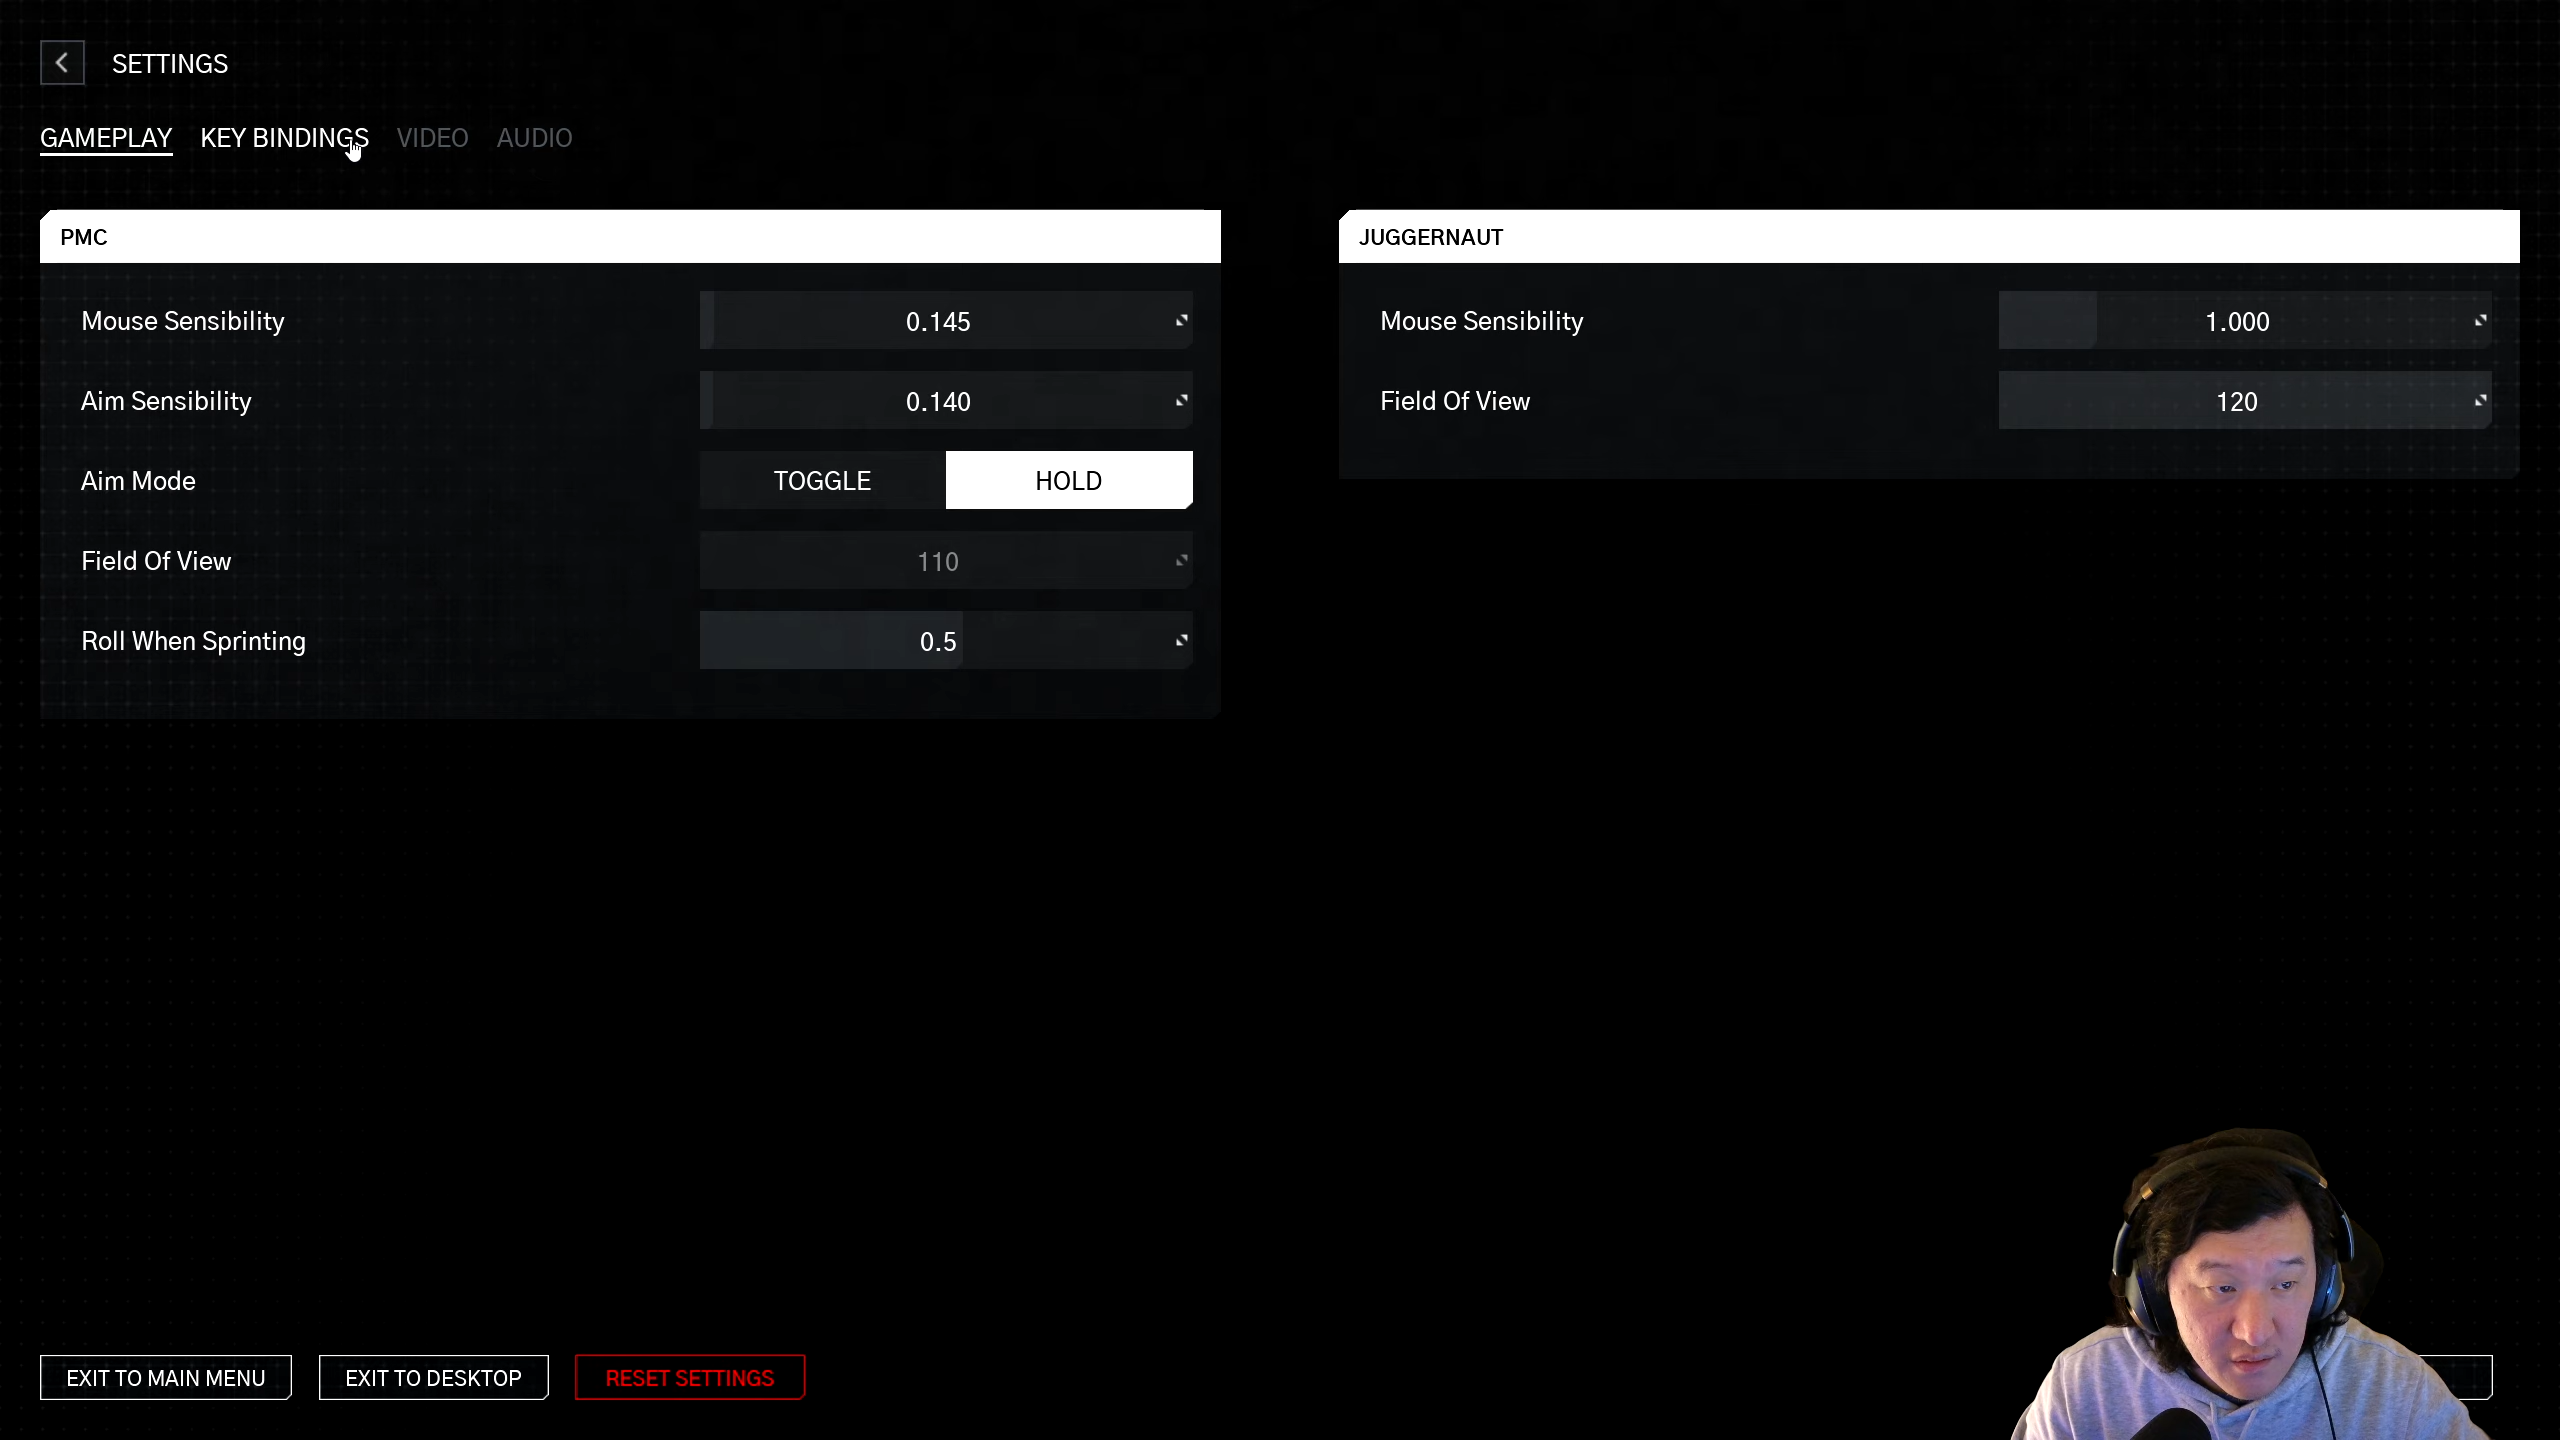 SETTINGS
GAMEPLAY KEY BINDINGS VIDEO AUDIO
PMC
Mouse Sensibility 0.145
Aim Sensibility 0.140
Aim Mode TOGGLE HOLD
Field Of View 110
Roll When Sprinting 0.5
JUGGERNAUT
Mouse Sensibility 1.000
Field Of View 120
EXIT TO MAIN MENU EXIT TO DESKTOP RESET SETTINGS